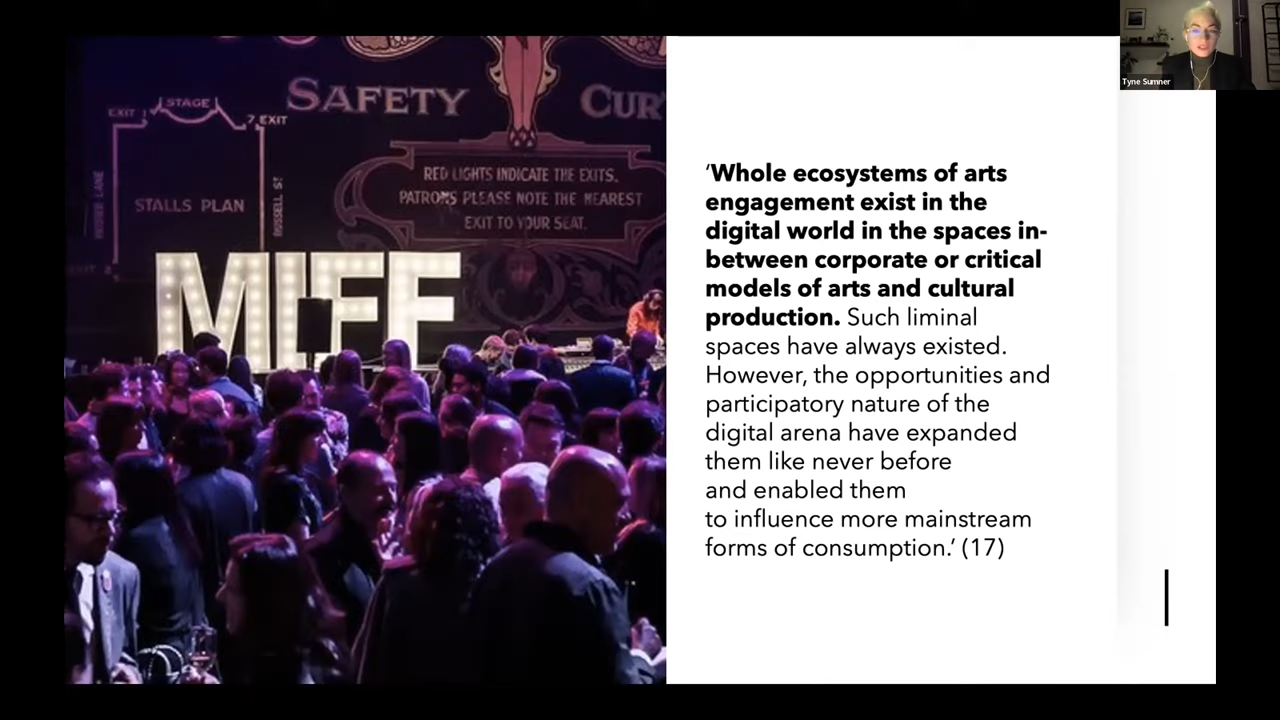 SAFETY CUR
EXIT 1 STAGE 7 EXIT
STALLS PLAN
RUSSELL ST
RED LIGHTS INDICATE THE EXITS.
PATRONS PLEASE NOTE THE NEAREST
EXIT TO YOUR SEAT.
MIFF
‘Whole ecosystems of arts
engagement exist in the
digital world in the spaces in-
between corporate or critical
models of arts and cultural
production. Such liminal
spaces have always existed.
However, the opportunities and
participatory nature of the
digital arena have expanded
them like never before
and enabled them
to influence more mainstream
forms of consumption.’ (17)
Tyne Sumner